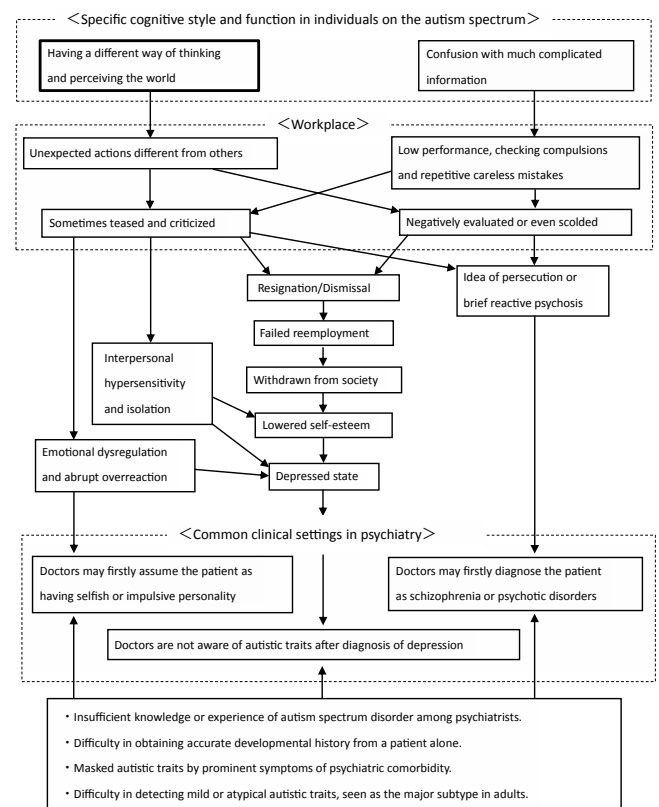 ＜Specific cognitive style and function in individuals on the autism spectrum＞
Having a different way of thinking
and perceiving the world
Confusion with much complicated
information
＜Workplace＞
Unexpected actions different from others
Low performance, checking compulsions
and repetitive careless mistakes
Sometimes teased and criticized
Negatively evaluated or even scolded
Resignation/Dismissal
Idea of persecution or
brief reactive psychosis
Failed reemployment
Interpersonal
hypersensitivity
and isolation
Withdrawn from society
Lowered self-esteem
Emotional dysregulation
and abrupt overreaction
Depressed state
＜Common clinical settings in psychiatry＞
Doctors may firstly assume the patient as
having selfish or impulsive personality
Doctors may firstly diagnose the patient
as schizophrenia or psychotic disorders
Doctors are not aware of autistic traits after diagnosis of depression
・Insufficient knowledge or experience of autism spectrum disorder among psychiatrists.
・Difficulty in obtaining accurate developmental history from a patient alone.
・Masked autistic traits by prominent symptoms of psychiatric comorbidity.
・Difficulty in detecting mild or atypical autistic traits, seen as the major subtype in adults.